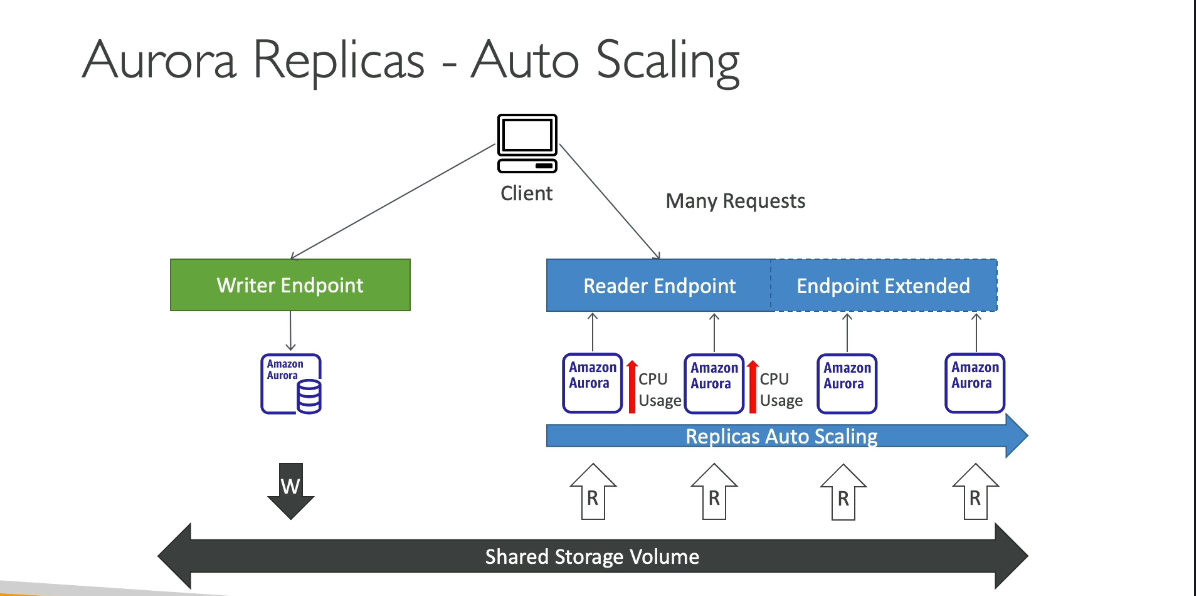 Aurora Replicas - Auto Scaling
Client
Many Requests
Writer Endpoint
Reader Endpoint
Endpoint Extended
Amazon
Aurora
Amazon
Aurora
CPU
Usage
Amazon
Aurora
CPU
Usage
Amazon
Aurora
Amazon
Aurora
Replicas Auto Scaling
W
R
R
R
R
Shared Storage Volume